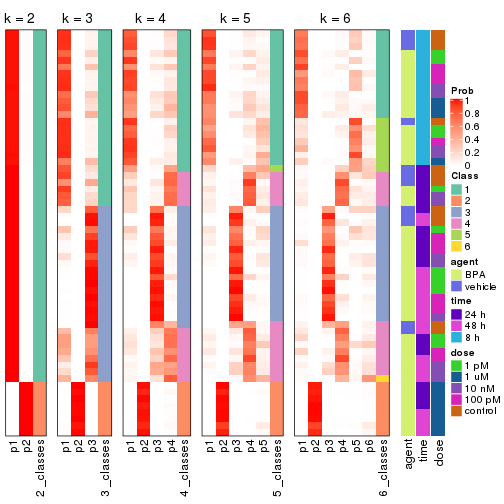 k = 2 k = 3 k = 4 k = 5 k = 6
Prob
1
0.8
0.6
0.4
0.2
0
Class
1
2
3
4
5
6
agent
BPA
vehicle
time
24 h
48 h
8 h
dose
1 pM
1 uM
10 nM
100 pM
control
p1 p2 2_classes p1 p2 p3 3_classes p1 p2 p3 p4 4_classes p1 p2 p3 p4 p5 5_classes p1 p2 p3 p4 p5 p6 6_classes agent time dose